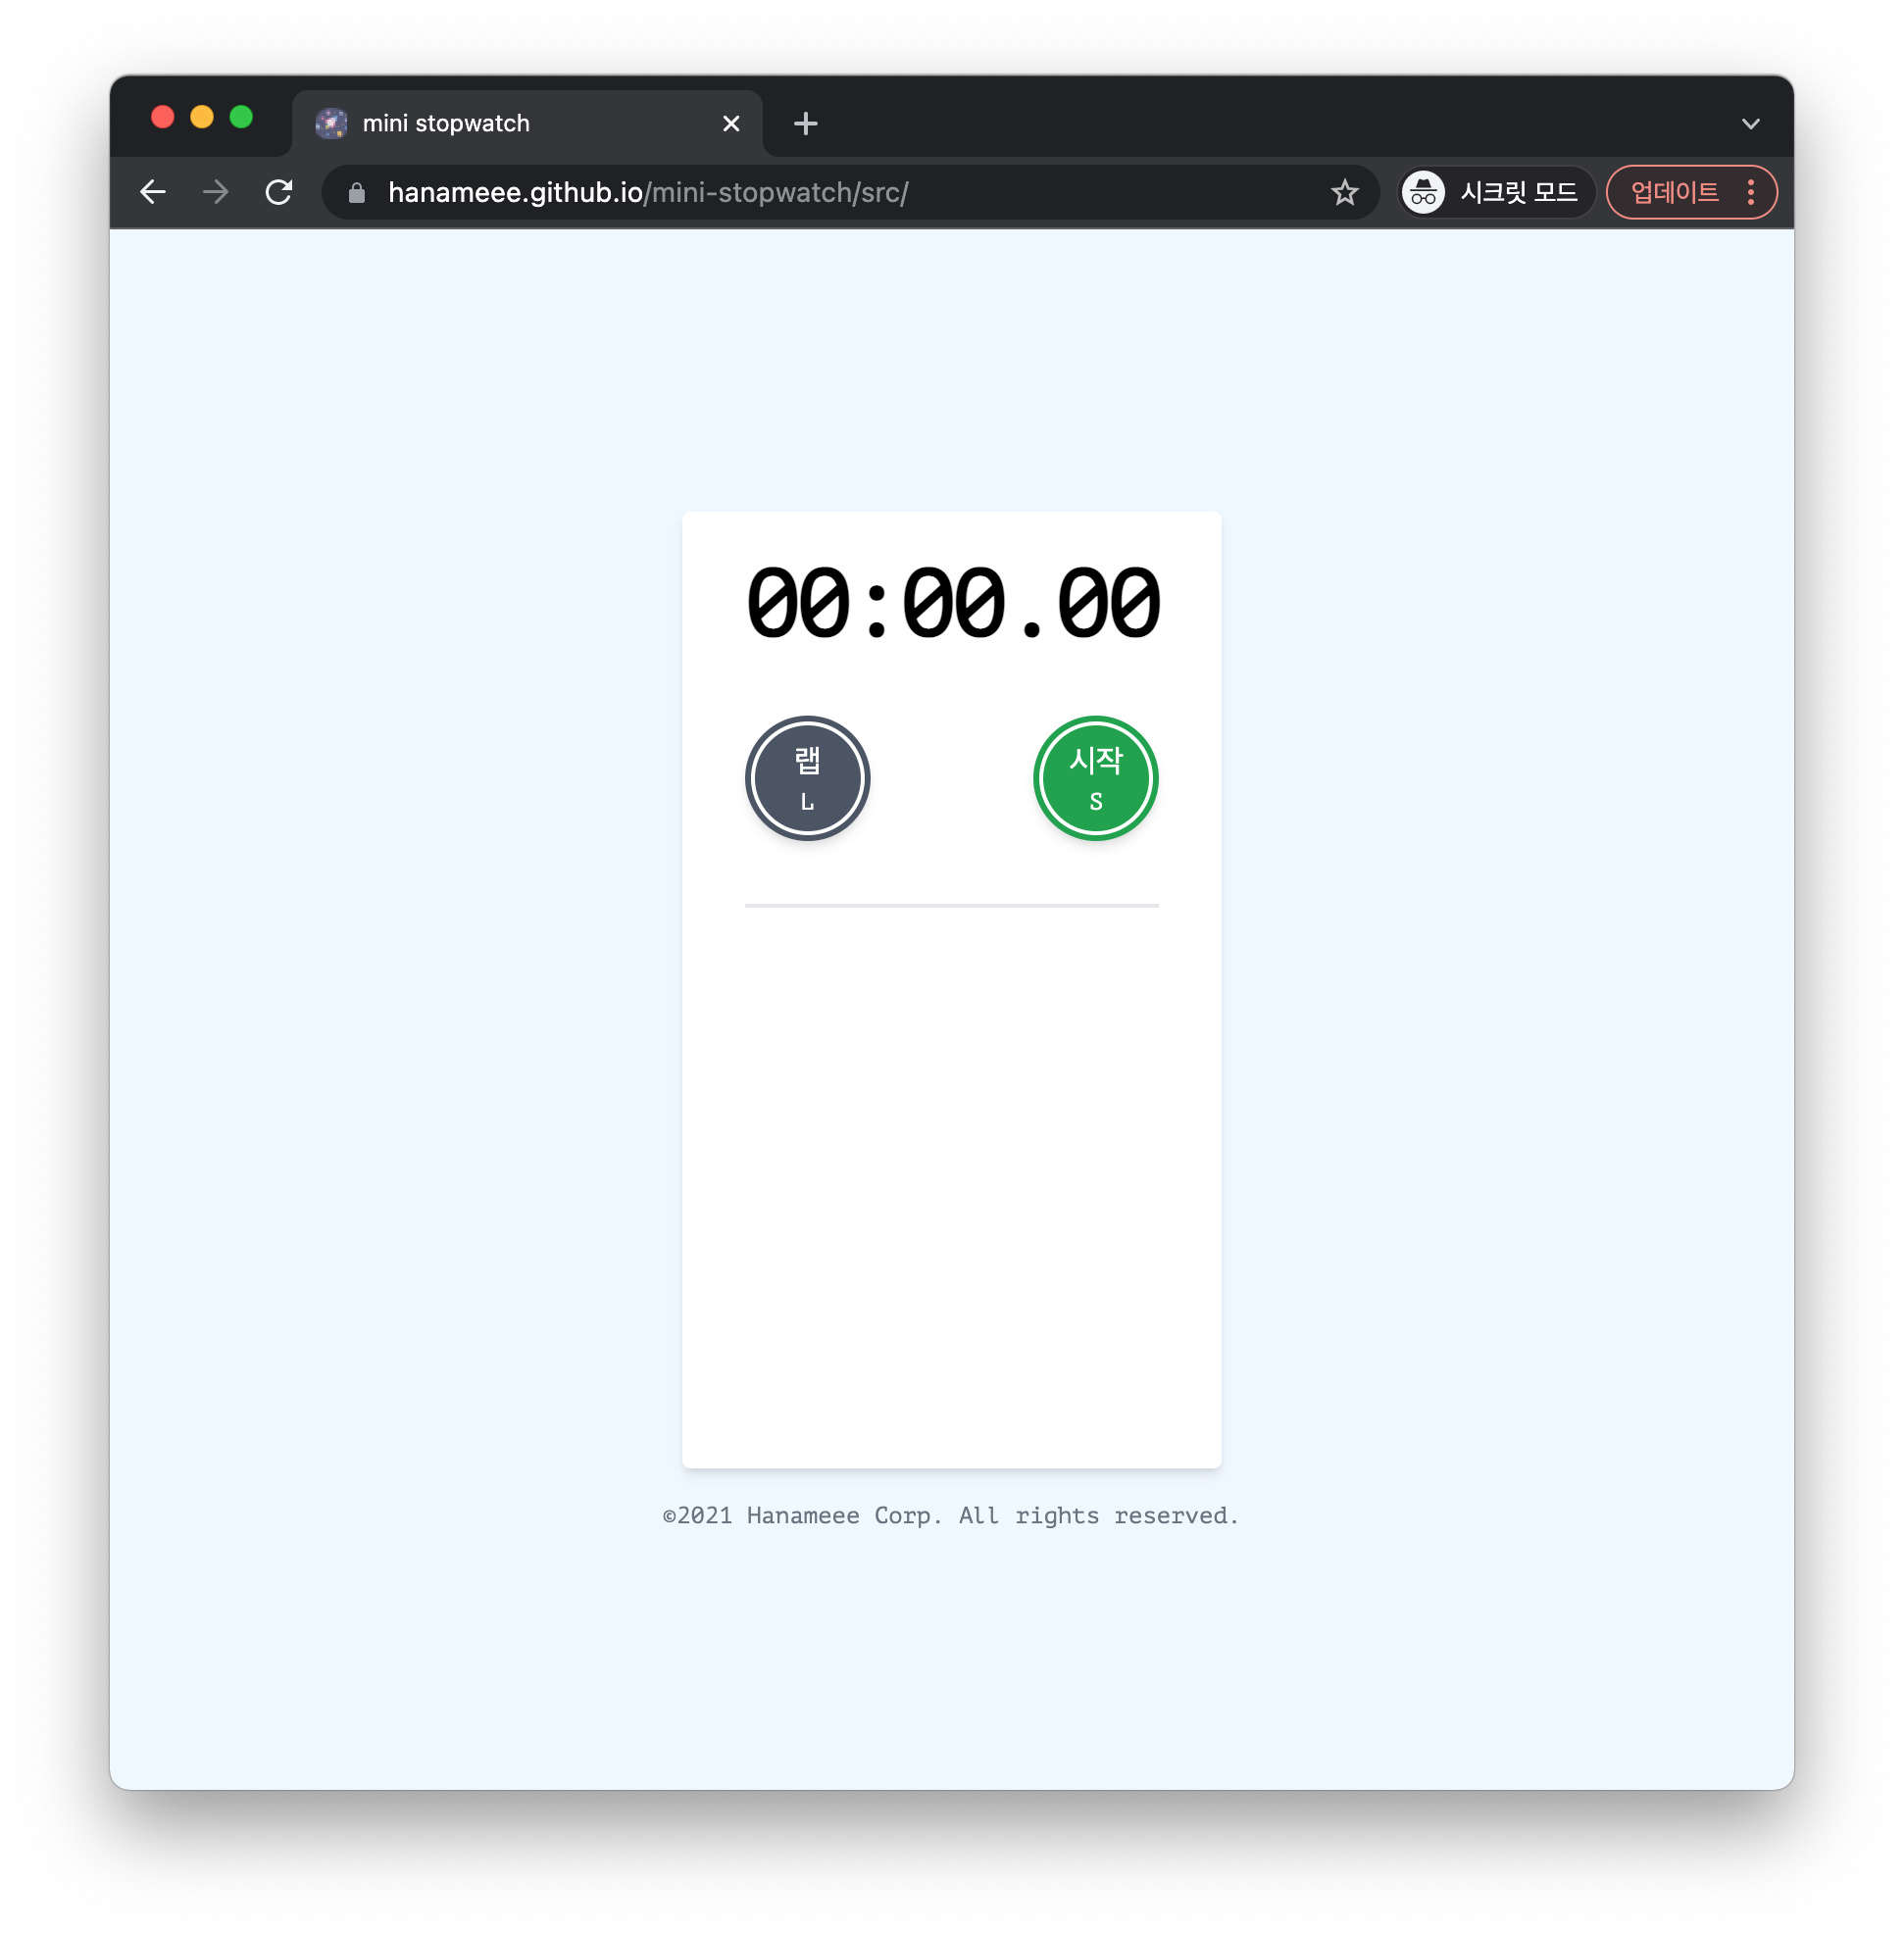 mini stopwatch
hanameee.github.io/mini-stopwatch/src/
시크릿 모드
업데이트
00:00.00
랩
L
시작
S
©2021 Hanameee Corp. All rights reserved.